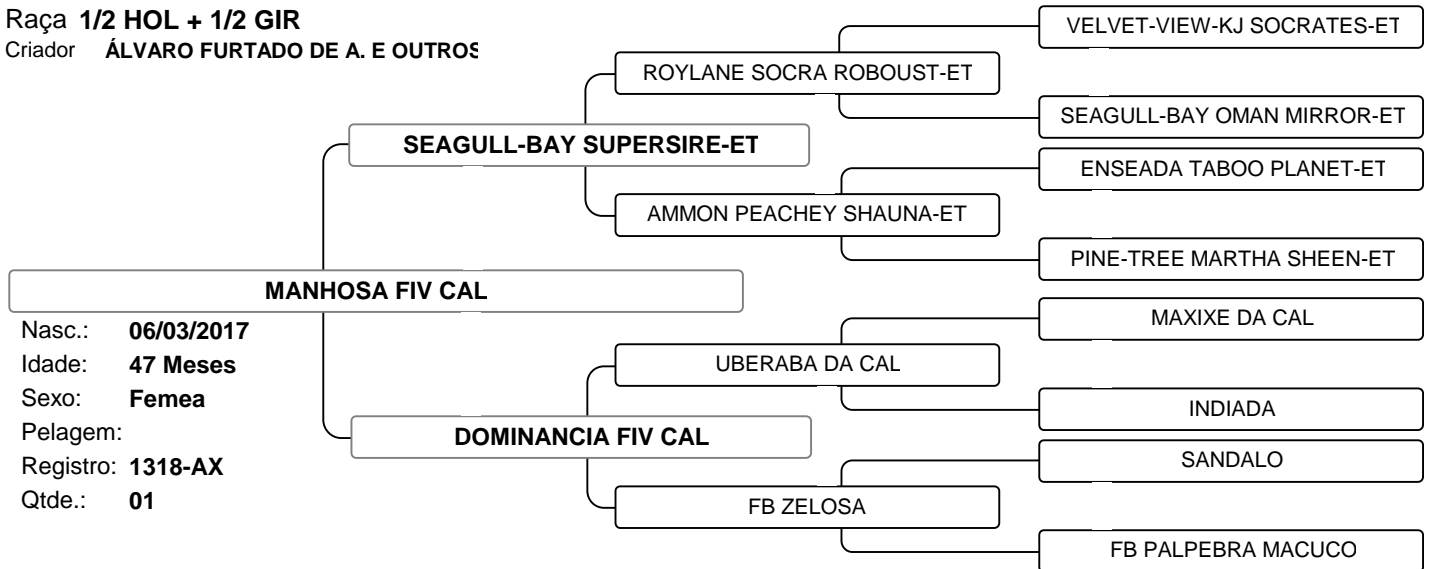 Raça 1/2 HOL + 1/2 GIR
Criador ÁLVARO FURTADO DE A. E OUTROS
VELVET-VIEW-KJ SOCRATES-ET
ROYLANE SOCRA ROBOUST-ET
SEAGULL-BAY OMAN MIRROR-ET
SEAGULL-BAY SUPERSIRE-ET
ENSEADA TABOO PLANET-ET
AMMON PEACHEY SHAUNA-ET
PINE-TREE MARTHA SHEEN-ET
MANHOSA FIV CAL
Nasc.: 06/03/2017
Idade: 47 Meses
Sexo: Femea
Pelagem:
Registro: 1318-AX
Qtde.: 01
MAXIXE DA CAL
UBERABA DA CAL
INDIADA
DOMINANCIA FIV CAL
SANDALO
FB ZELOSA
FB PALPEBRA MACUCO